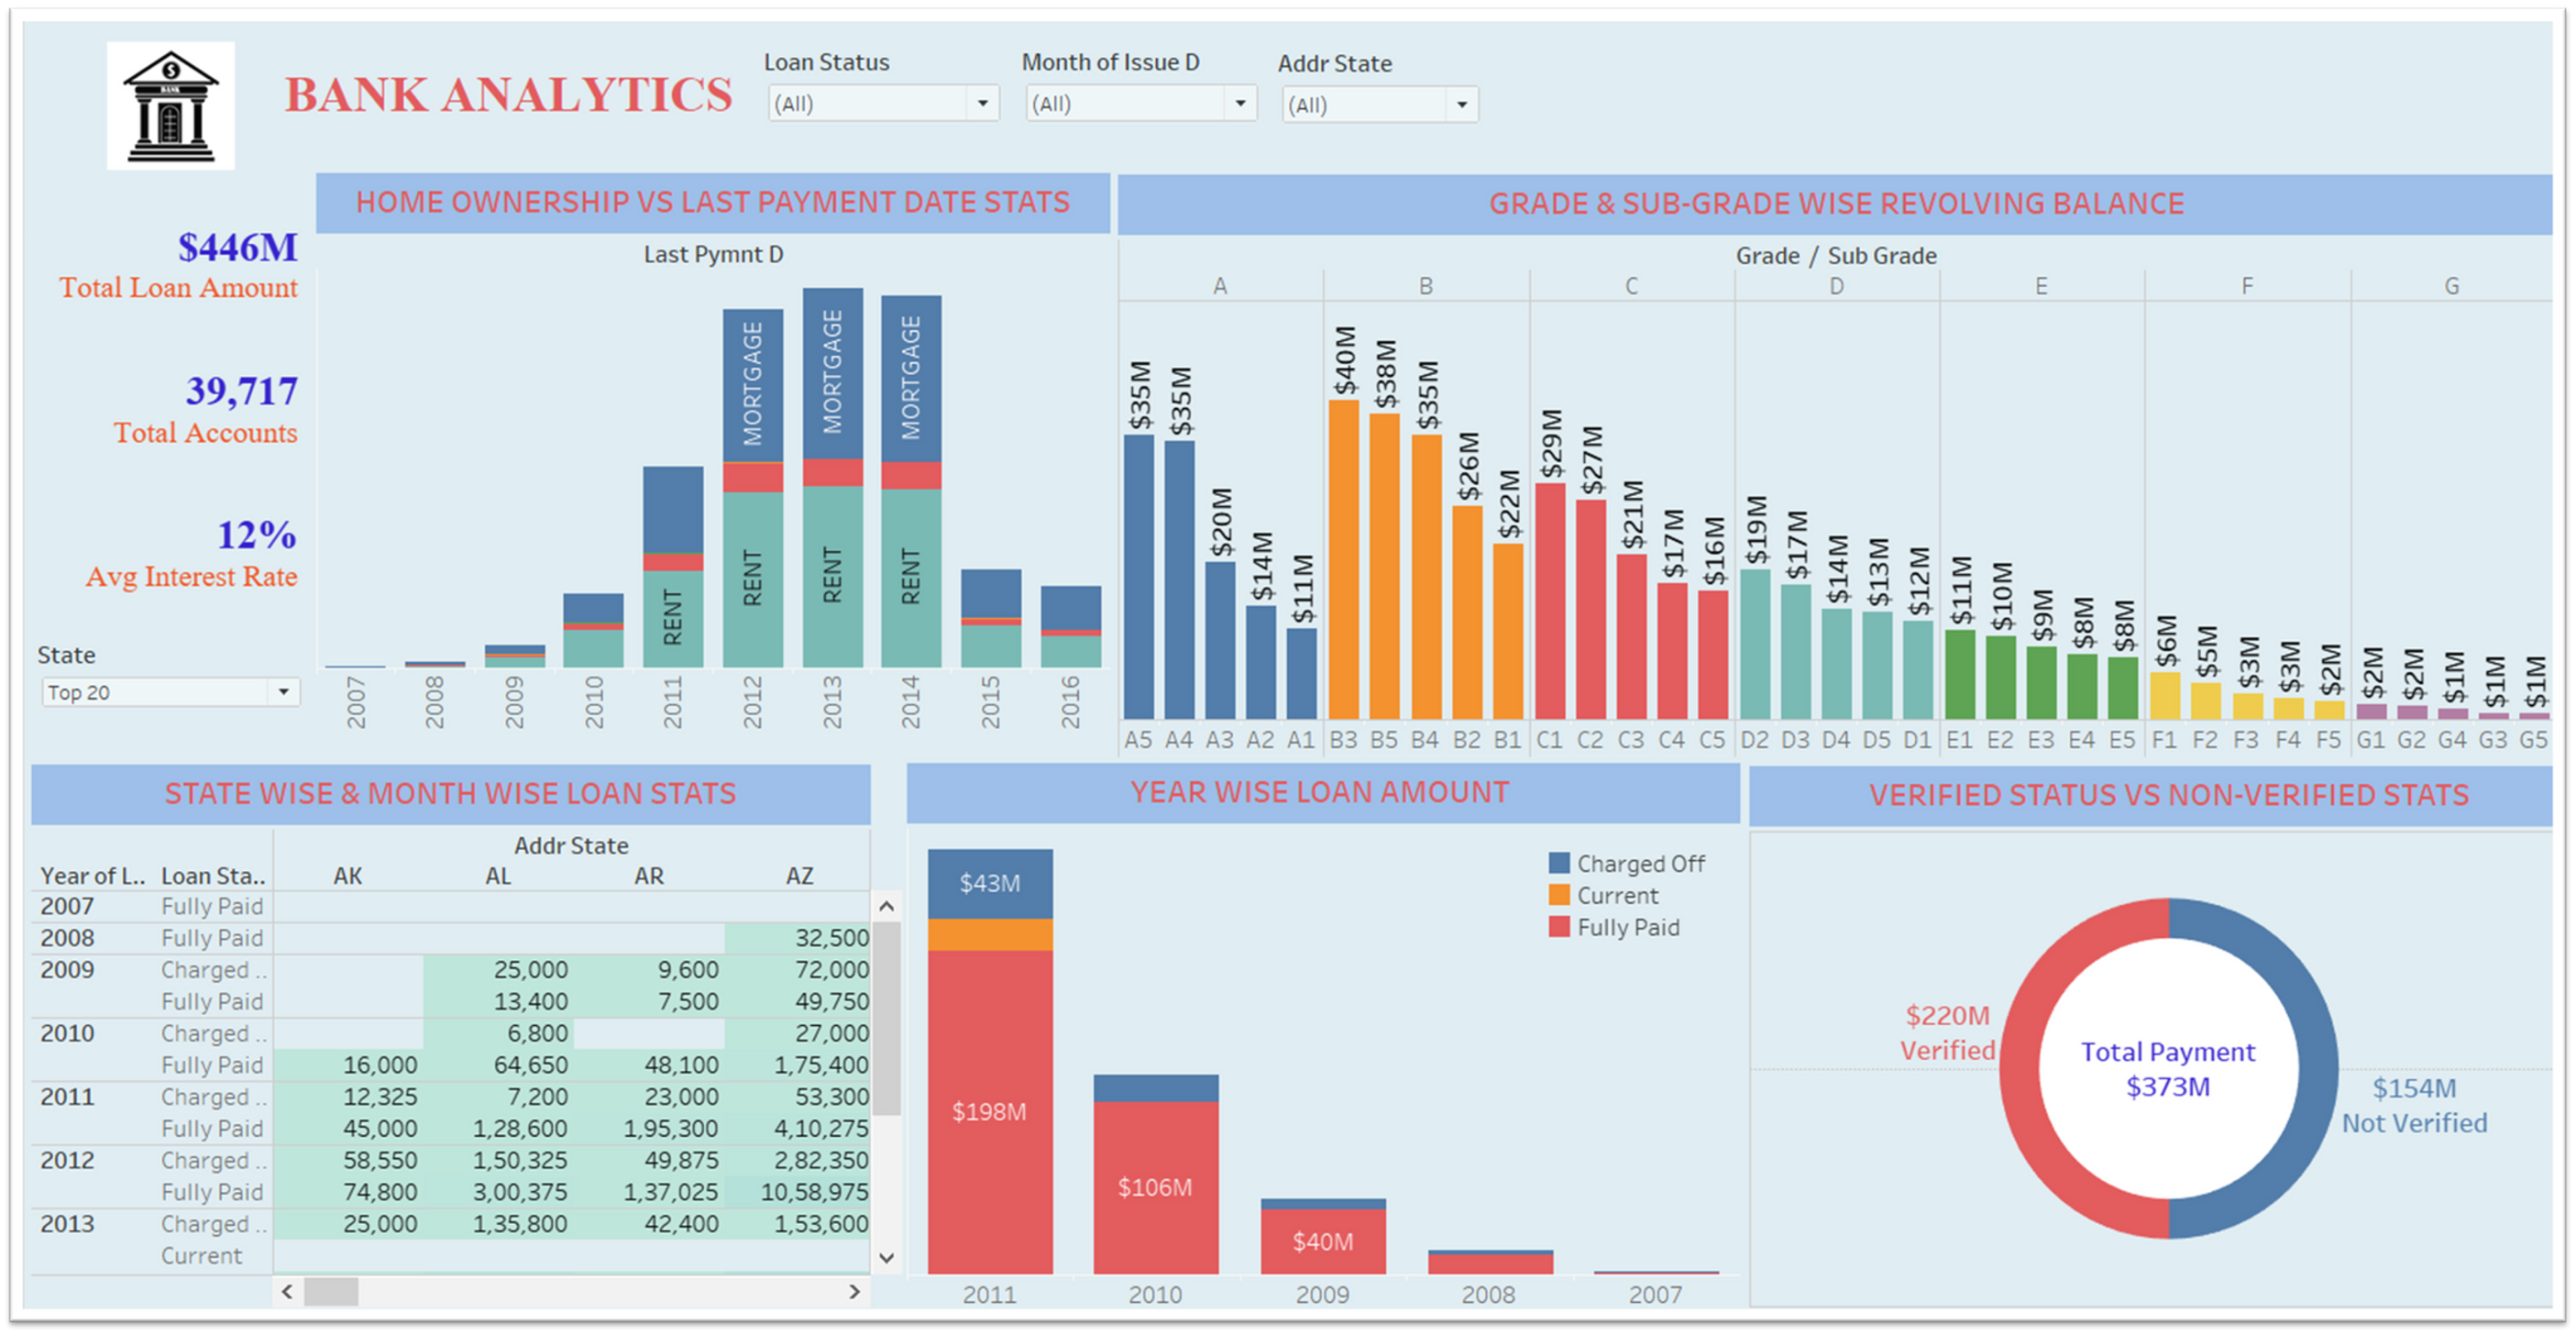 BANK
BANK ANALYTICS
Loan Status
(All)
Month of Issue D
(All)
Addr State
(All)
$446M
Total Loan Amount
39,717
Total Accounts
12%
Avg Interest Rate
State
Top 20
HOME OWNERSHIP VS LAST PAYMENT DATE STATS
Last Pymnt D
MORTGAGE MORTGAGE MORTGAGE
RENT RENT RENT RENT
2007 2008 2009 2010 2011 2012 2013 2014 2015 2016
GRADE & SUB-GRADE WISE REVOLVING BALANCE
Grade / Sub Grade
A B C D E F G
$35M $35M $20M $14M $11M $40M $38M $35M $26M $22M $29M $27M $21M $17M $16M $19M $17M $14M $13M $12M $11M $10M $9M $8M $8M $6M $5M $3M $3M $2M $2M $2M $1M $1M $1M
A5 A4 A3 A2 A1 B3 B5 B4 B2 B1 C1 C2 C3 C4 C5 D2 D3 D4 D5 D1 E1 E2 E3 E4 E5 F1 F2 F3 F4 F5 G1 G2 G4 G3 G5
STATE WISE & MONTH WISE LOAN STATS
Addr State
Year of L.. Loan Sta.. AK AL AR AZ
2007 Fully Paid
2008 Fully Paid 32,500
2009 Charged .. 25,000 9,600 72,000
Fully Paid 13,400 7,500 49,750
2010 Charged .. 6,800 27,000
Fully Paid 16,000 64,650 48,100 1,75,400
2011 Charged .. 12,325 7,200 23,000 53,300
Fully Paid 45,000 1,28,600 1,95,300 4,10,275
2012 Charged .. 58,550 1,50,325 49,875 2,82,350
Fully Paid 74,800 3,00,375 1,37,025 10,58,975
2013 Charged .. 25,000 1,35,800 42,400 1,53,600
Current
YEAR WISE LOAN AMOUNT
Charged Off
Current
Fully Paid
$43M
$198M
$106M
$40M
2011 2010 2009 2008 2007
VERIFIED STATUS VS NON-VERIFIED STATS
$220M
Verified
Total Payment
$373M
$154M
Not Verified